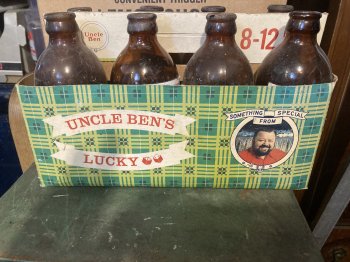 CONVENIENT TRIGGER
Uncle
Ben
8-12
UNCLE BEN'S
LUCKY
SOMETHING SPECIAL
FROM